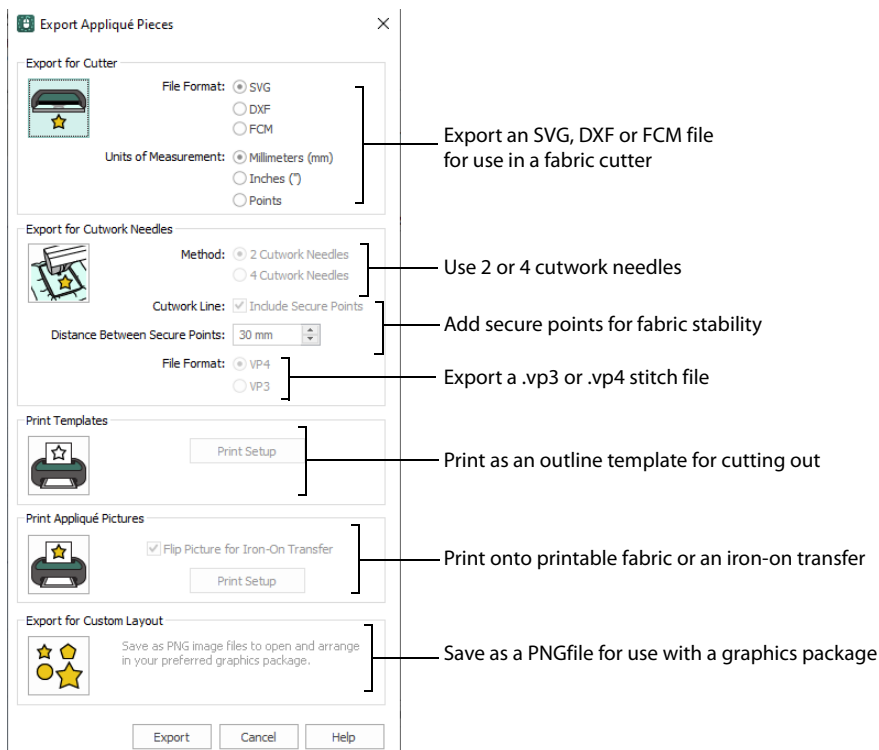 Export Appliqué Pieces
Export for Cutter
File Format: SVG
DXF
FCM
Units of Measurement: Millimeters (mm)
Inches (")
Points
Export an SVG, DXF or FCM file
for use in a fabric cutter
Export for Cutwork Needles
Method: 2 Cutwork Needles
4 Cutwork Needles
Use 2 or 4 cutwork needles
Cutwork Line: Include Secure Points
Distance Between Secure Points: 30 mm
Add secure points for fabric stability
File Format: VP4
VP3
Export a .vp3 or .vp4 stitch file
Print Templates
Print Setup
Print as an outline template for cutting out
Print Appliqué Pictures
Flip Picture for Iron-On Transfer
Print Setup
Print onto printable fabric or an iron-on transfer
Export for Custom Layout
Save as PNG image files to open and arrange
in your preferred graphics package.
Save as a PNGfile for use with a graphics package
Export Cancel Help